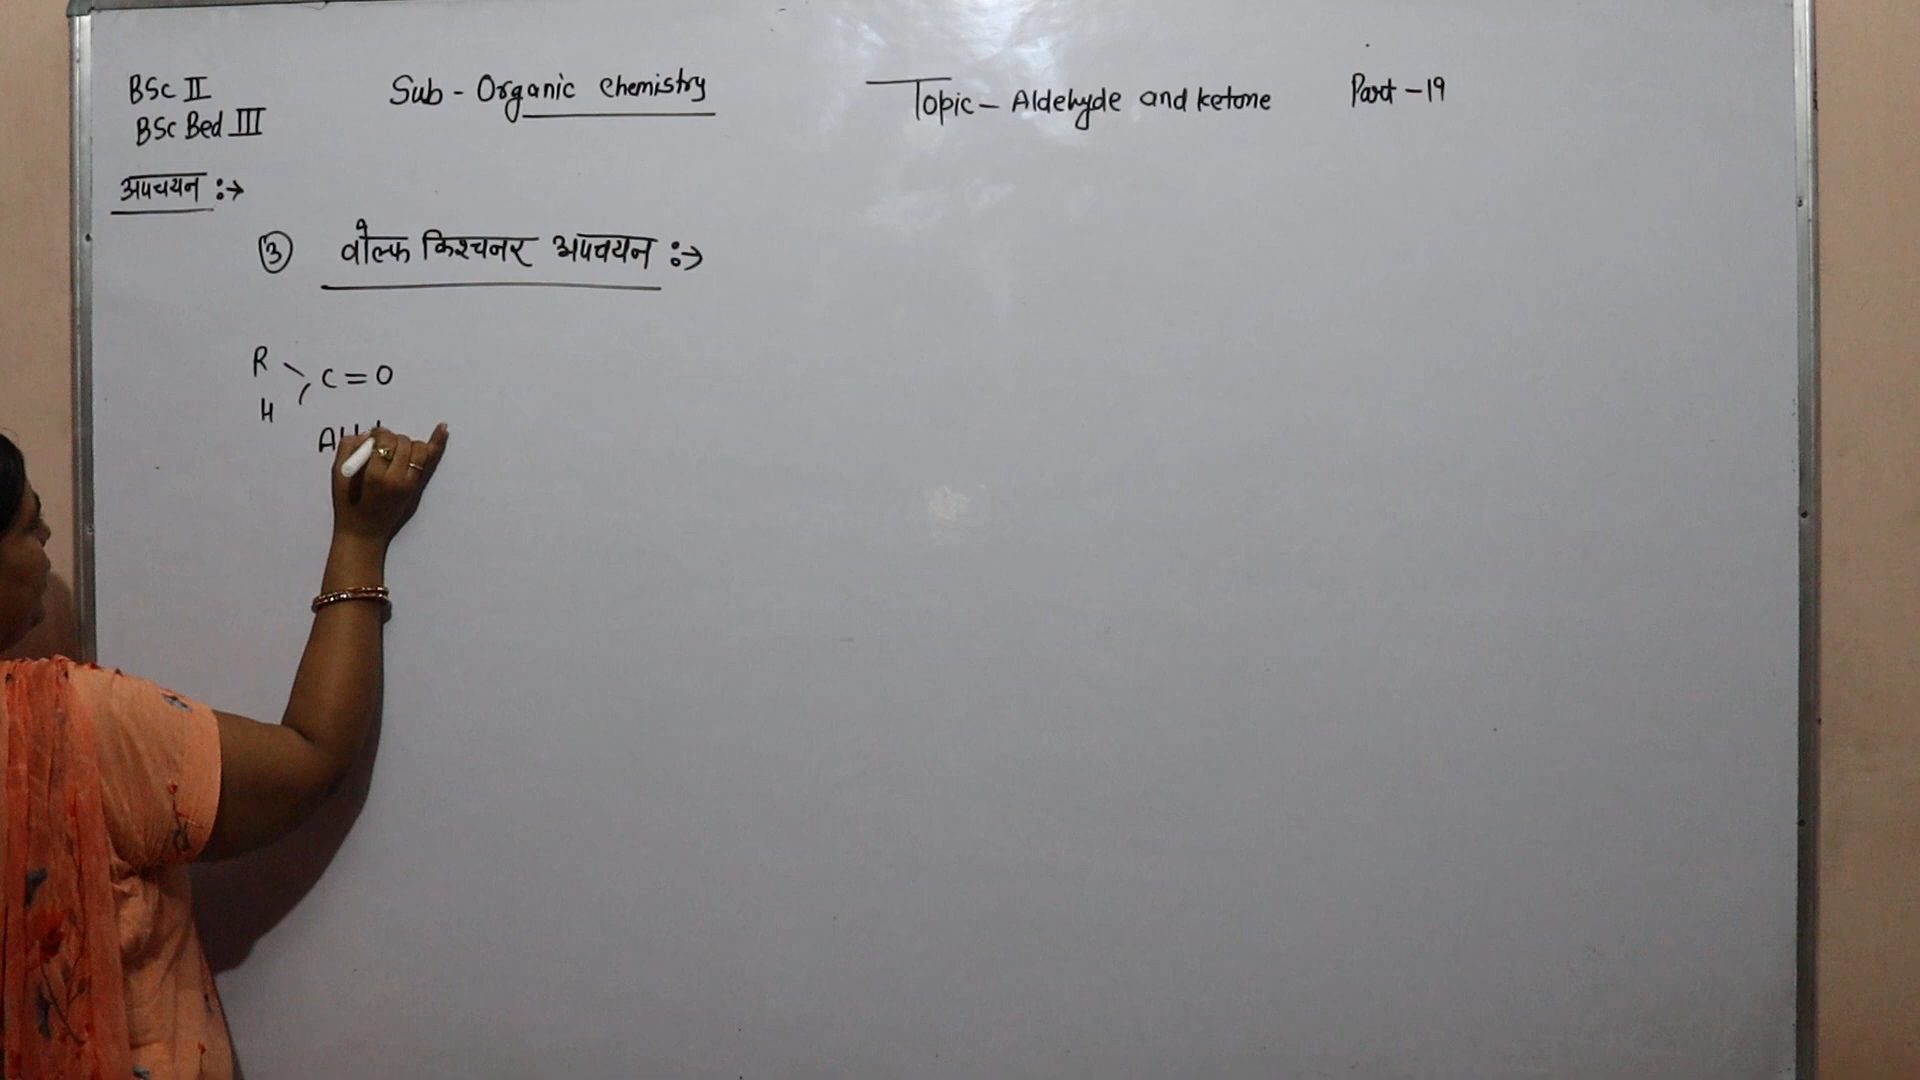 BSc II
BSc Bed III
Sub - Organic chemistry
Topic - Aldehyde and ketone
Part - 19
अपचयन :→
③ वोल्फ किश्चनर अपचयन :→
R
C = O
H